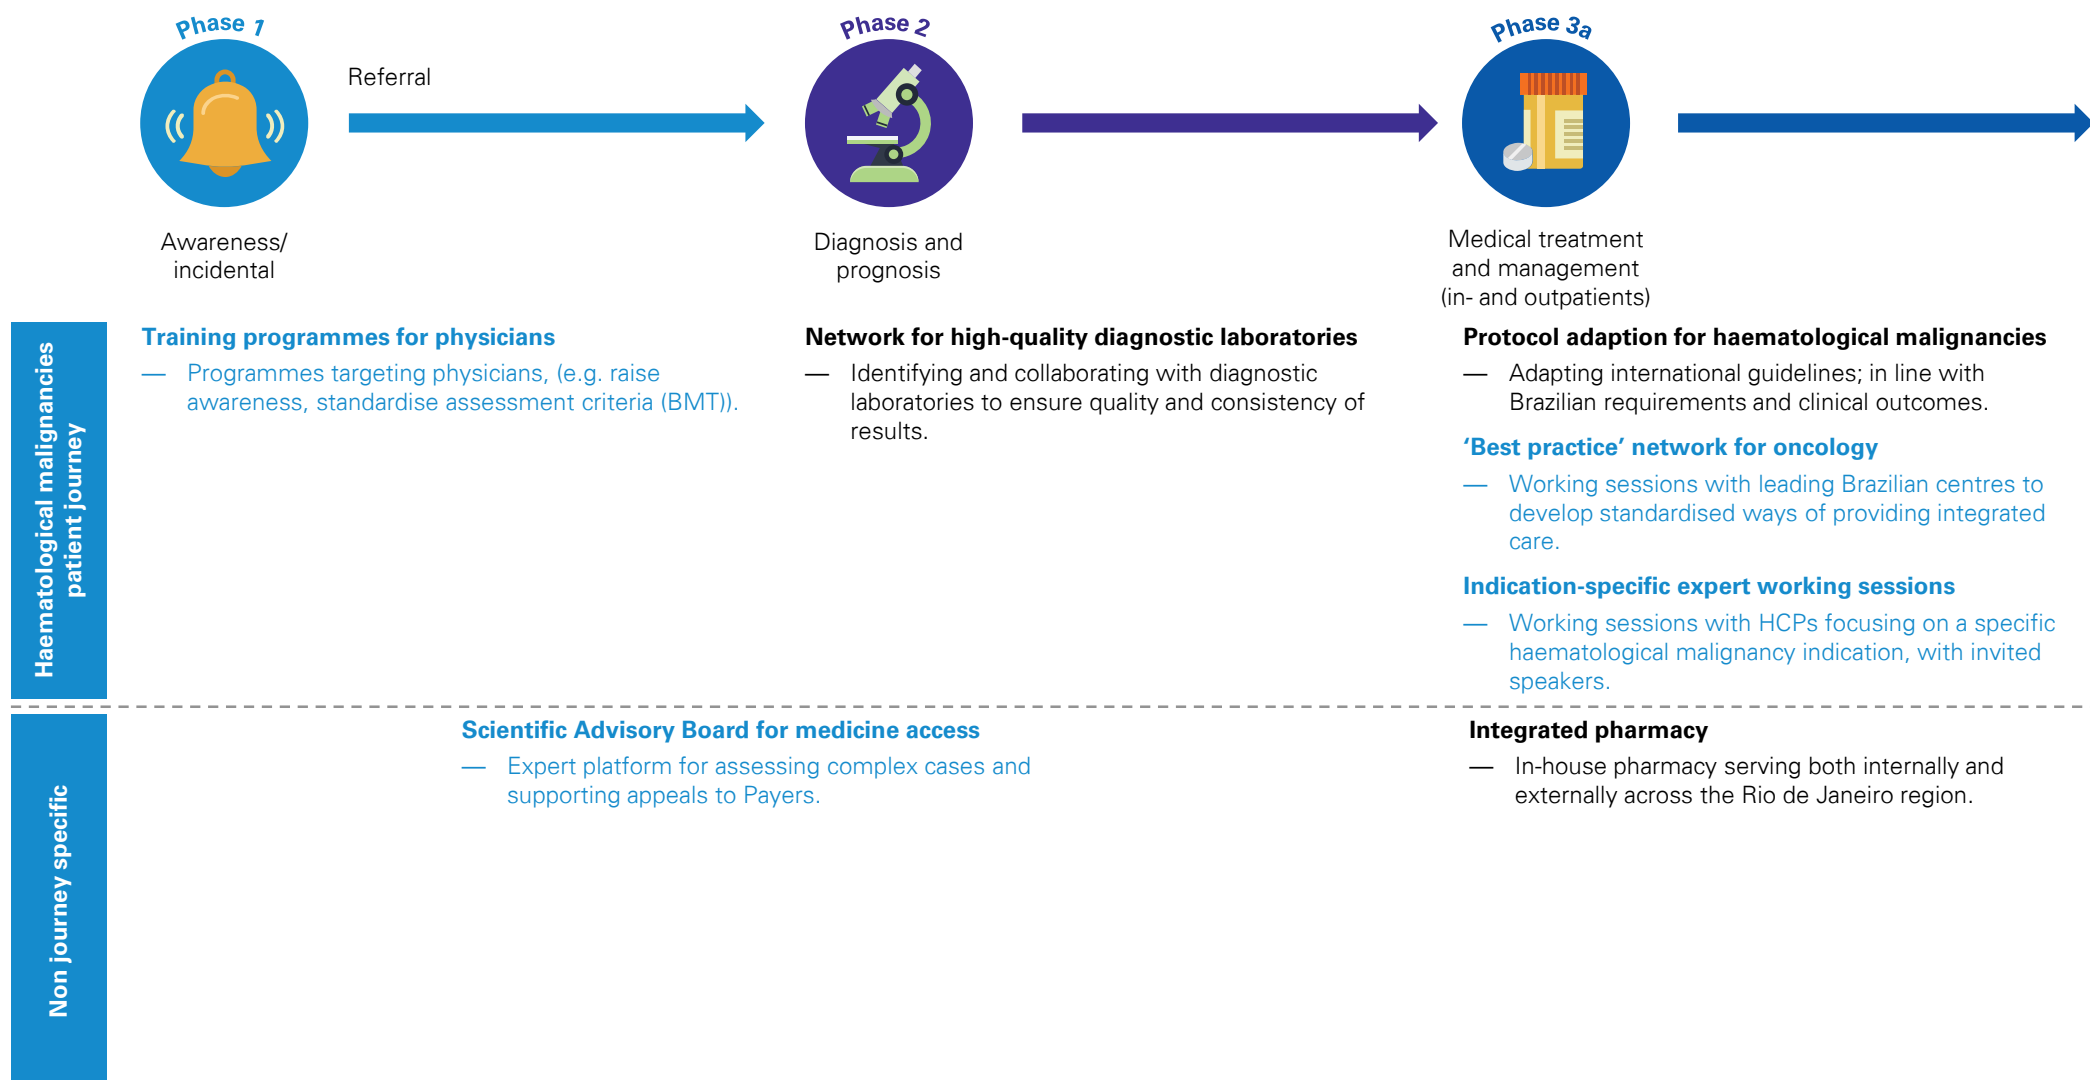 Phase 1
Phase 2
Phase 3a
Referral
Awareness/
incidental
Diagnosis and
prognosis
Medical treatment
and management
(in- and outpatients)
Haematological malignancies
patient journey
Training programmes for physicians
— Programmes targeting physicians, (e.g. raise
awareness, standardise assessment criteria (BMT)).
Network for high-quality diagnostic laboratories
— Identifying and collaborating with diagnostic
laboratories to ensure quality and consistency of
results.
Protocol adaption for haematological malignancies
— Adapting international guidelines; in line with
Brazilian requirements and clinical outcomes.
‘Best practice’ network for oncology
— Working sessions with leading Brazilian centres to
develop standardised ways of providing integrated
care.
Indication-specific expert working sessions
— Working sessions with HCPs focusing on a specific
haematological malignancy indication, with invited
speakers.
Non journey specific
Scientific Advisory Board for medicine access
— Expert platform for assessing complex cases and
supporting appeals to Payers.
Integrated pharmacy
— In-house pharmacy serving both internally and
externally across the Rio de Janeiro region.